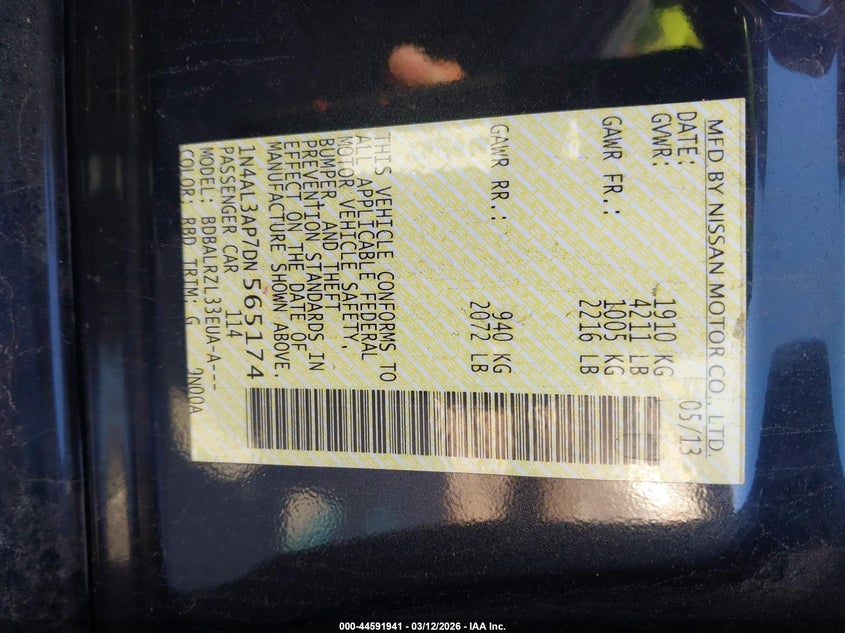 MFD BY NISSAN MOTOR CO., LTD.
DATE: 05/13
GVWR: 1910 KG
4211 LB
GAWR FR.: 1005 KG
2216 LB
GAWR RR.: 940 KG
2072 LB
THIS VEHICLE CONFORMS TO
ALL APPLICABLE FEDERAL
MOTOR VEHICLE SAFETY,
BUMPER, AND THEFT
PREVENTION STANDARDS IN
EFFECT ON THE DATE OF
MANUFACTURE SHOWN ABOVE.
1N4AL3AP7DN565174
PASSENGER CAR 114
MODEL: BDBALRZL33EUA-A---
COLOR: RBD TRIM: G 9N00A
000-44591941 - 03/12/2026 - IAA Inc.